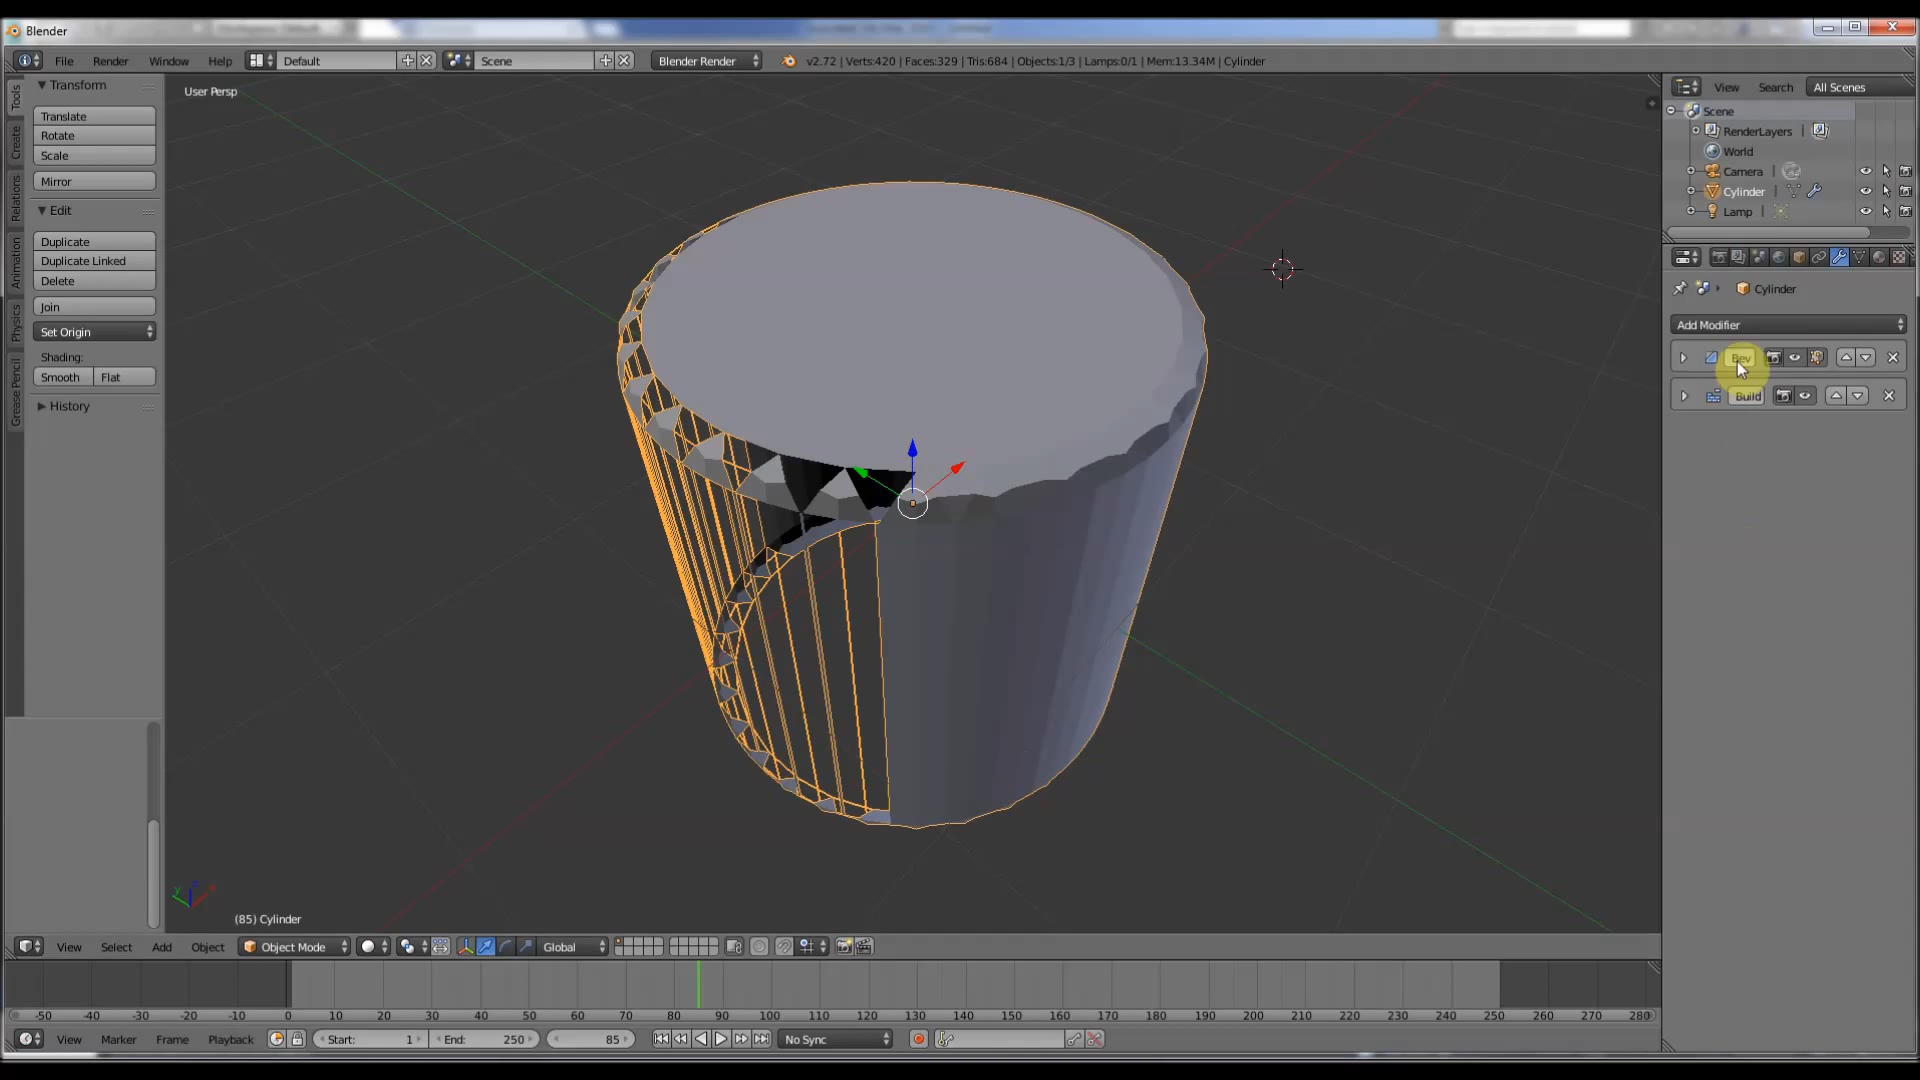 Blender
File Render Window Help Default Scene Blender Render v2.72 | Verts:420 | Faces:329 | Tris:684 | Objects:1/3 | Lamps:0/1 | Mem:13.34M | Cylinder
Tools
Create
Relations
Animation
Physics
Grease Pencil
Transform
Translate
Rotate
Scale
Mirror
Edit
Duplicate
Duplicate Linked
Delete
Join
Set Origin
Shading:
Smooth Flat
History
User Persp
(85) Cylinder
View Search All Scenes
Scene
RenderLayers
World
Camera
Cylinder
Lamp
Cylinder
Add Modifier
Bev
Build
View Select Add Object Object Mode Global
-50 -40 -30 -20 -10 0 10 20 30 40 50 60 70 80 90 100 110 120 130 140 150 160 170 180 190 200 210 220 230 240 250 260 270 280
View Marker Frame Playback Start: 1 End: 250 85 No Sync